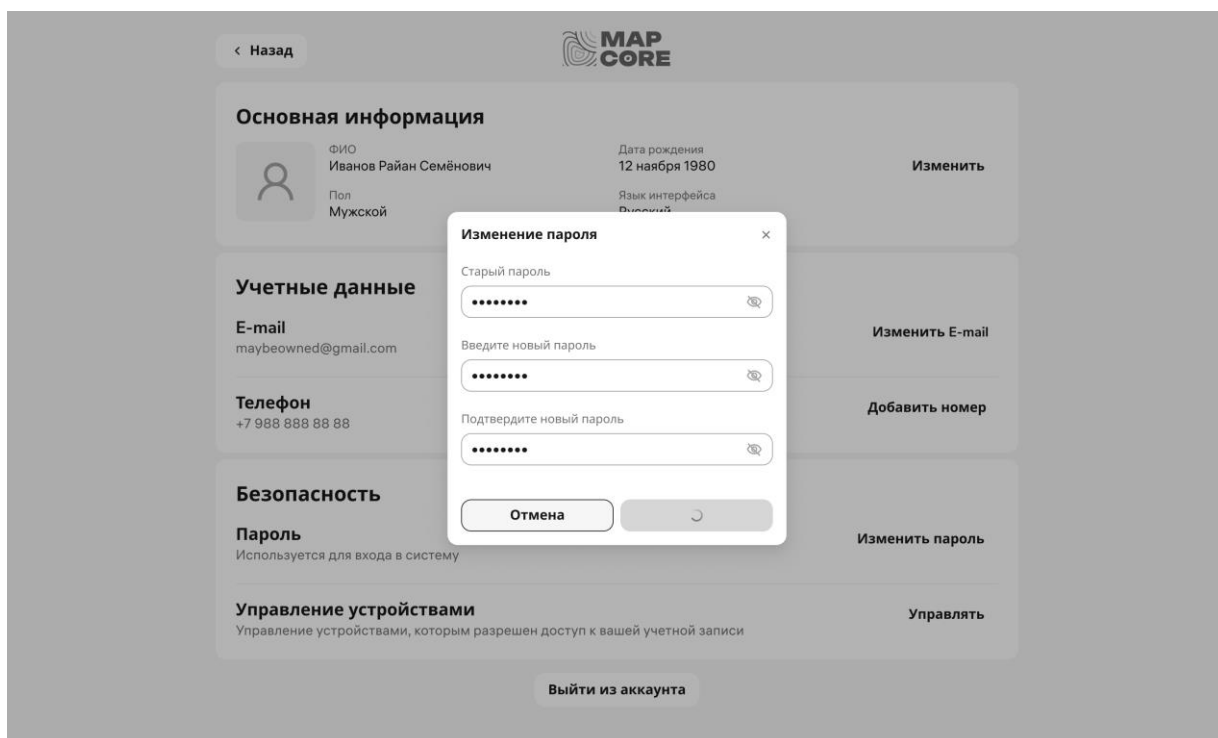 Назад
MAP
CORE
Основная информация
ФИО
Иванов Райан Семёнович
Дата рождения
12 наября 1980
Изменить
Пол
Мужской
Язык интерфейса
Русский
Изменение пароля
Старый пароль
••••••••
Введите новый пароль
••••••••
Подтвердите новый пароль
••••••••
Отмена
Учетные данные
E-mail
maybeowned@gmail.com
Изменить E-mail
Телефон
+7 988 888 88 88
Добавить номер
Безопасность
Пароль
Используется для входа в систему
Изменить пароль
Управление устройствами
Управление устройствами, которым разрешен доступ к вашей учетной записи
Управлять
Выйти из аккаунта